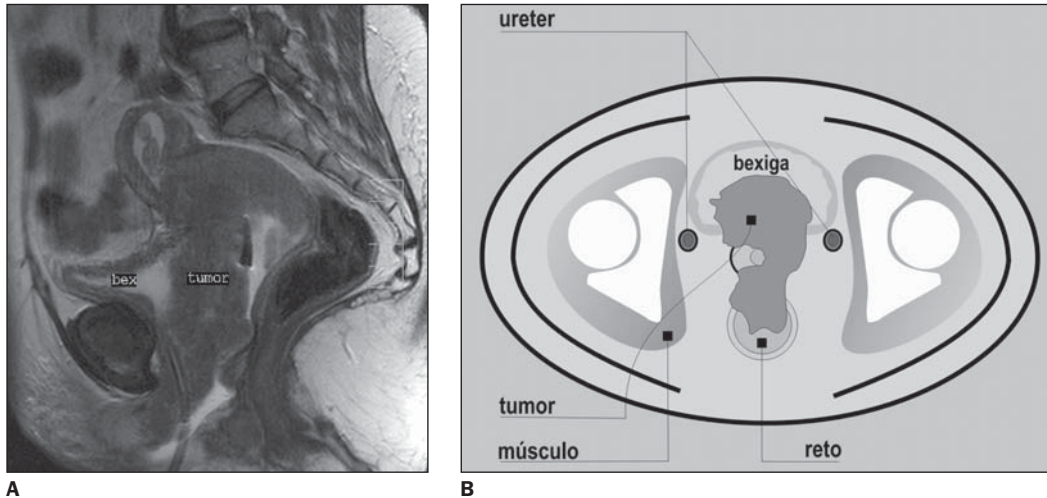 bex
tumor
A
ureter
bexiga
tumor
músculo
reto
B